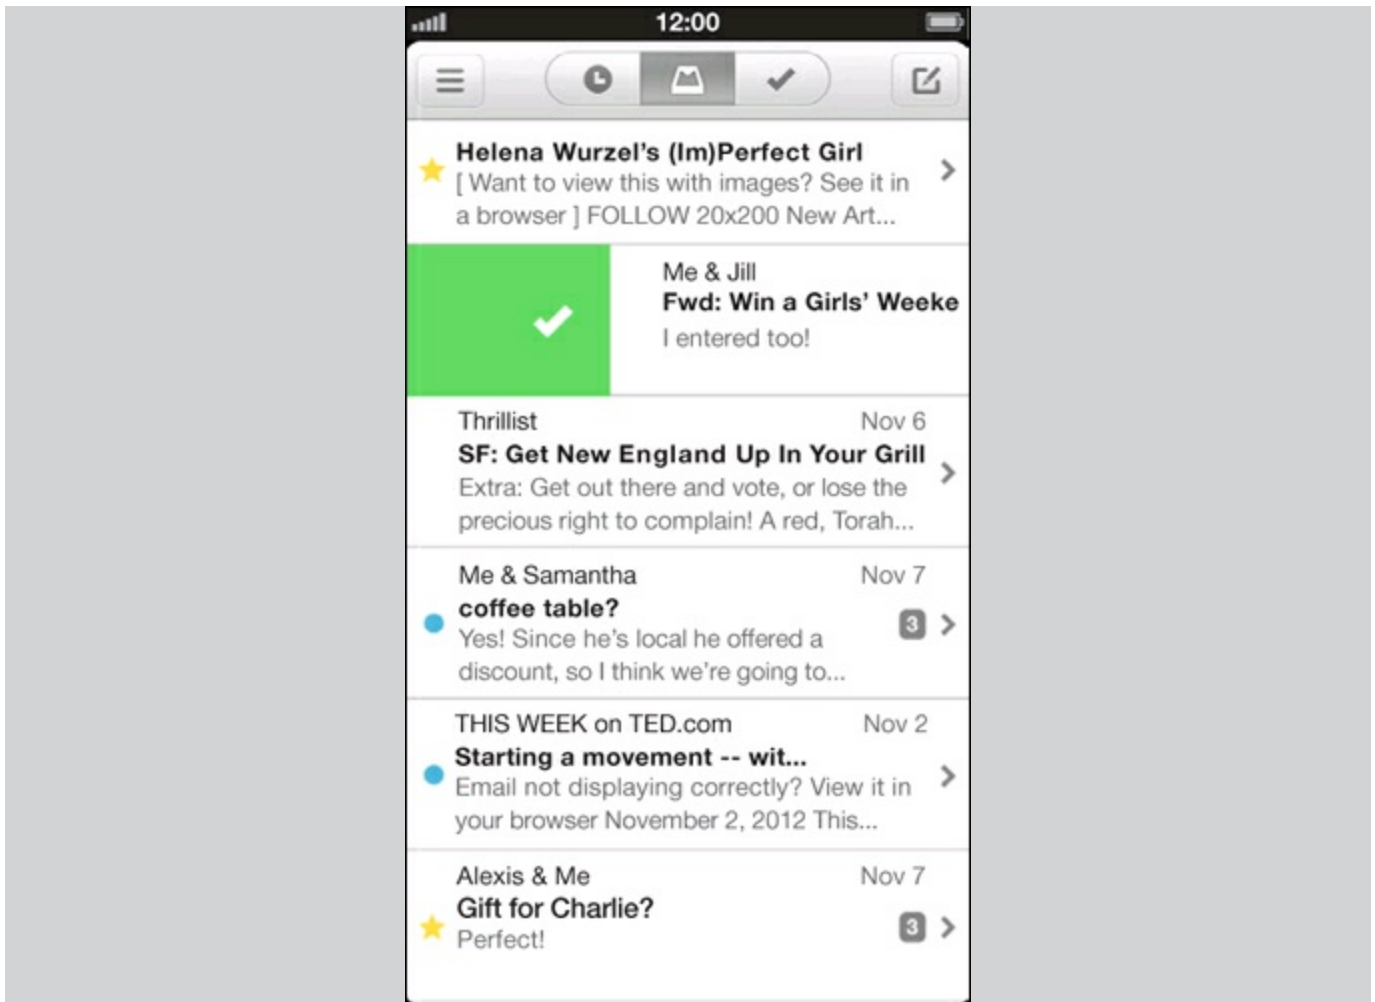 12:00
Helena Wurzel's (Im)Perfect Girl
[ Want to view this with images? See it in
a browser ] FOLLOW 20x200 New Art...
Me & Jill
Fwd: Win a Girls' Weeke
I entered too!
Thrillist Nov 6
SF: Get New England Up In Your Grill
Extra: Get out there and vote, or lose the
precious right to complain! A red, Torah...
Me & Samantha Nov 7
coffee table?
3
Yes! Since he's local he offered a
discount, so I think we're going to...
THIS WEEK on TED.com Nov 2
Starting a movement -- wit...
Email not displaying correctly? View it in
your browser November 2, 2012 This...
Alexis & Me Nov 7
Gift for Charlie?
3
Perfect!